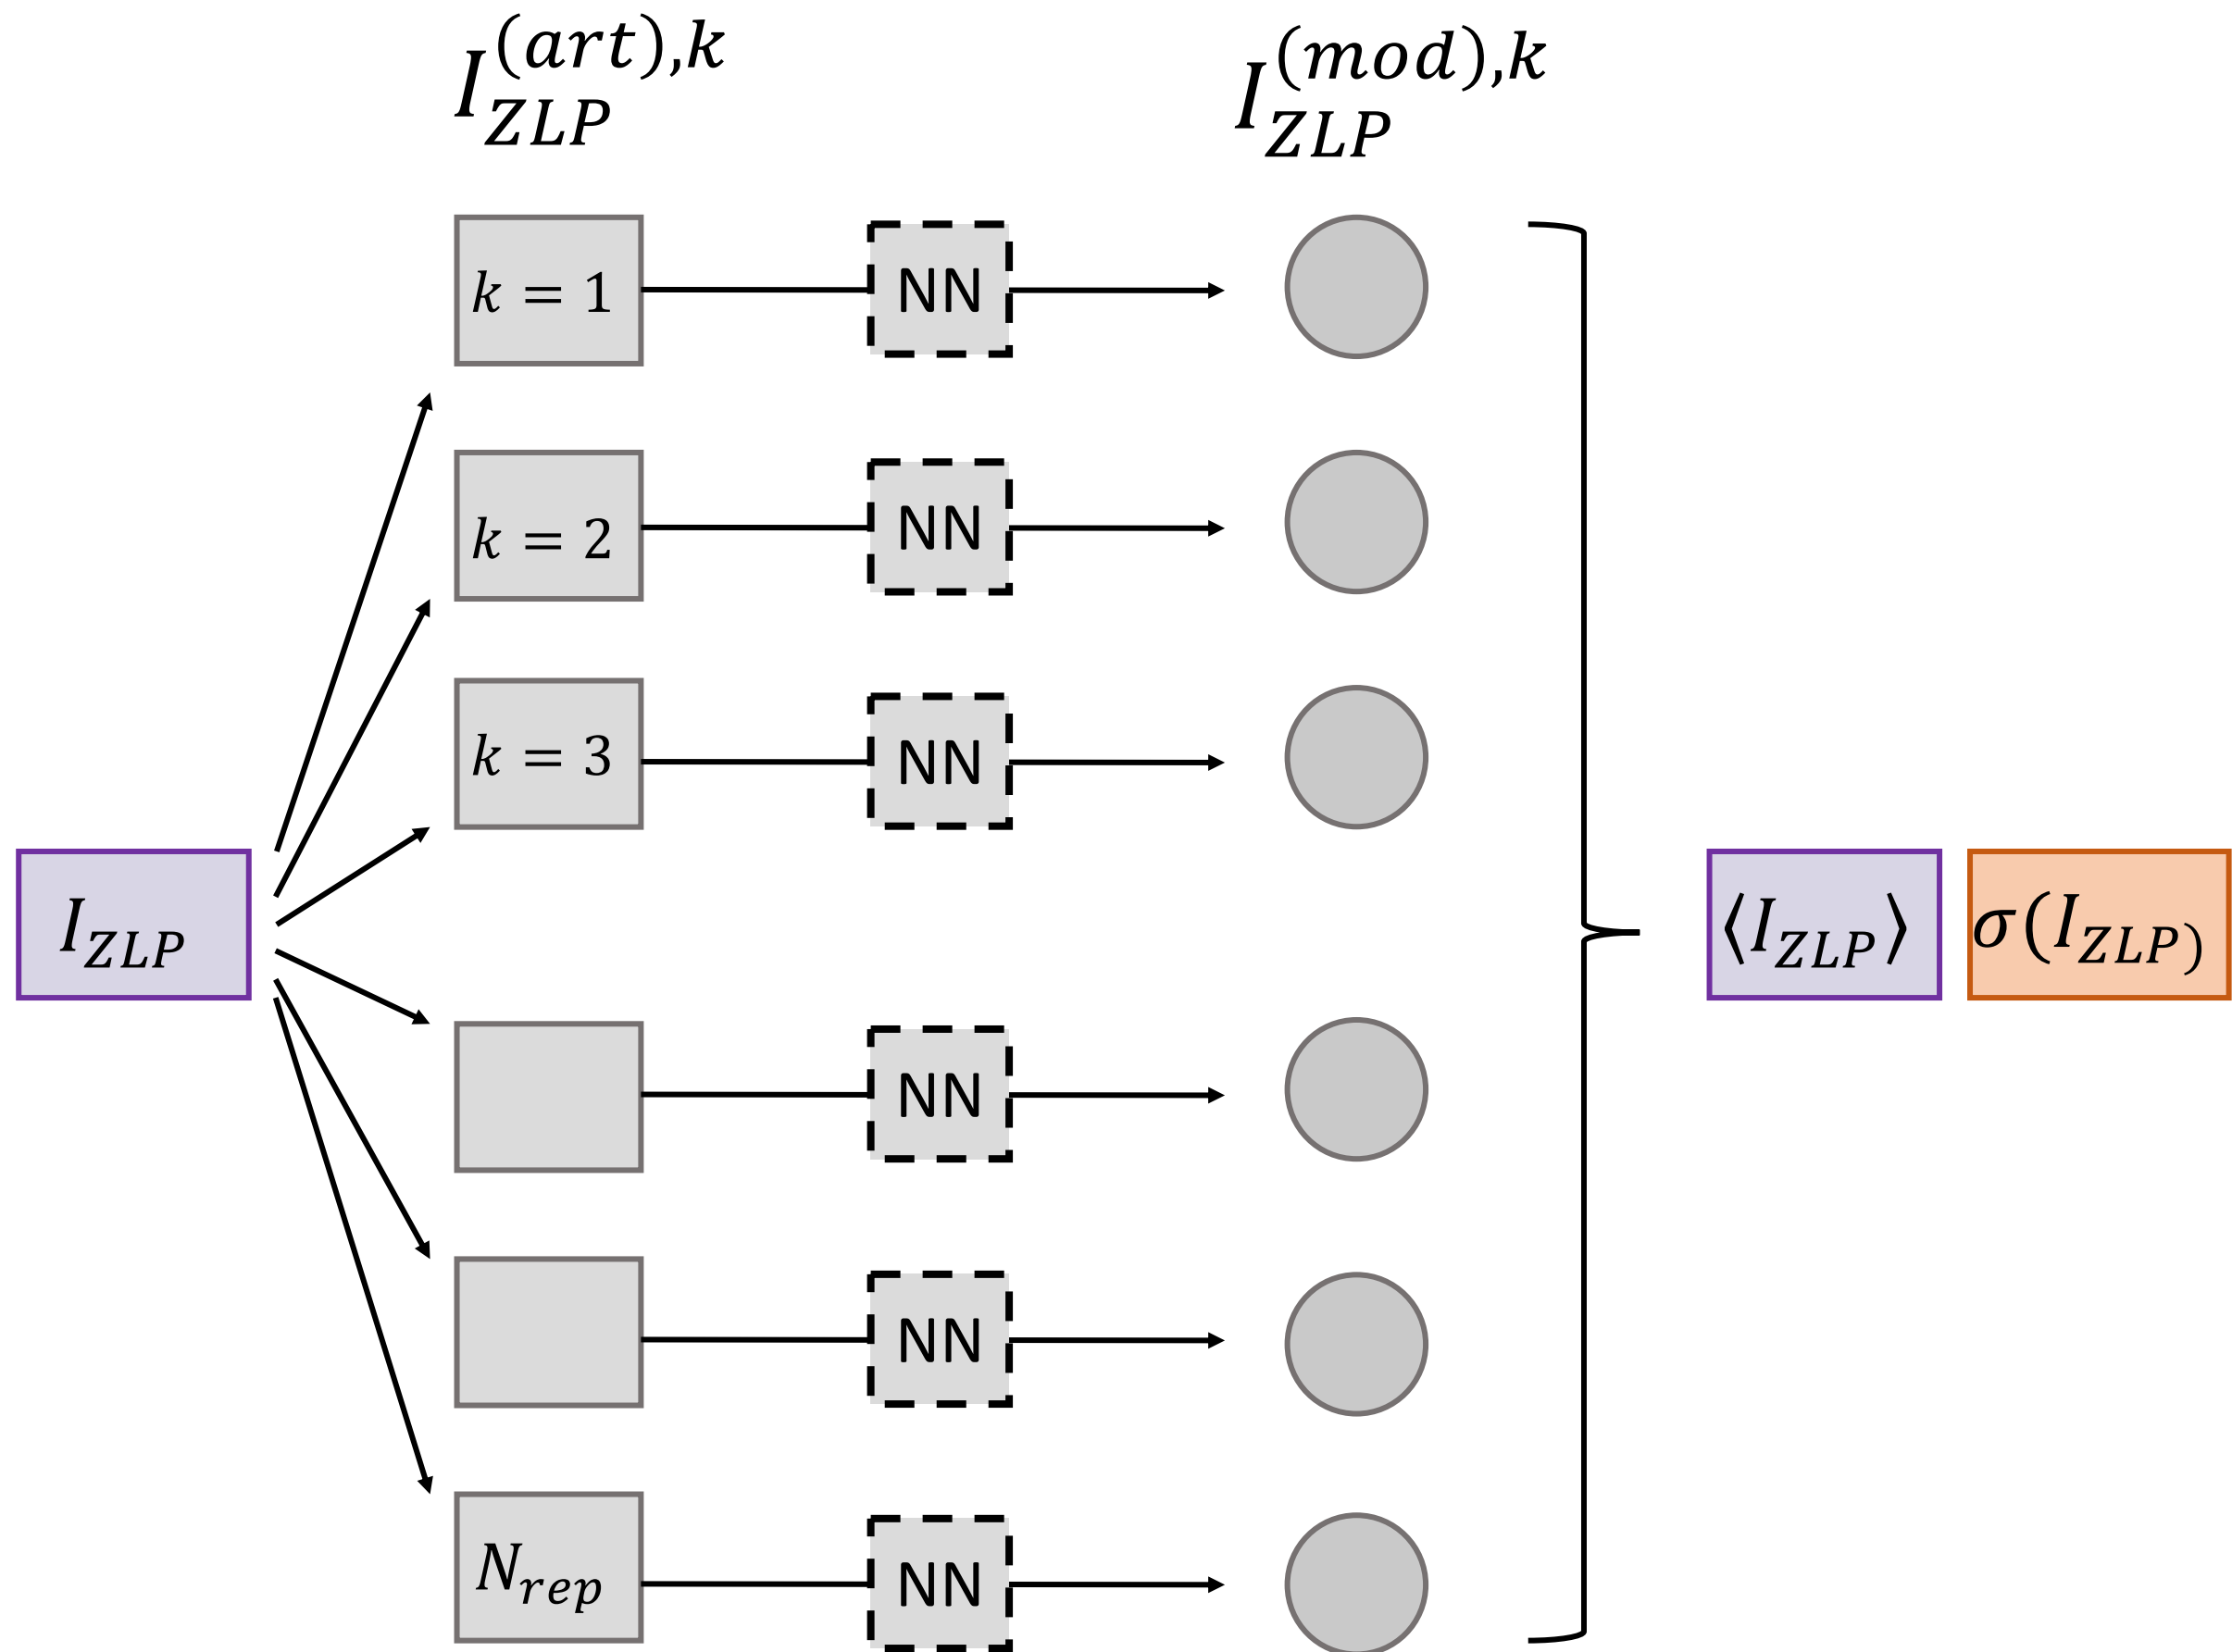 I_{ZLP}^{(art),k}
I_{ZLP}^{(mod),k}
k = 1
NN
k = 2
NN
k = 3
NN
I_{ZLP}
⟨I_{ZLP}⟩
σ(I_{ZLP})
NN
NN
N_{rep}
NN